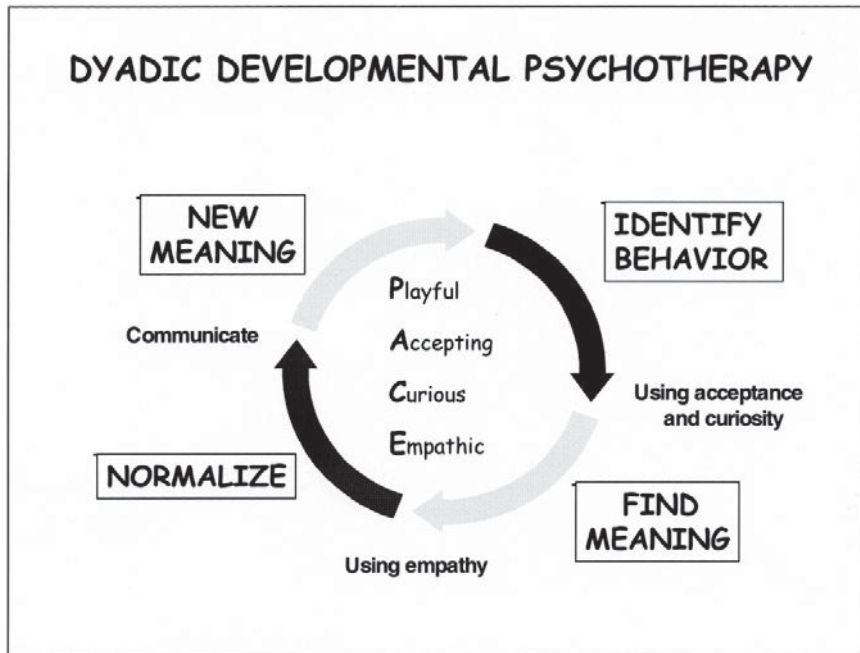 DYADIC DEVELOPMENTAL PSYCHOTHERAPY
NEW
MEANING
IDENTIFY
BEHAVIOR
Playful
Accepting
Curious
Empathic
Communicate
Using acceptance
and curiosity
NORMALIZE
FIND
MEANING
Using empathy